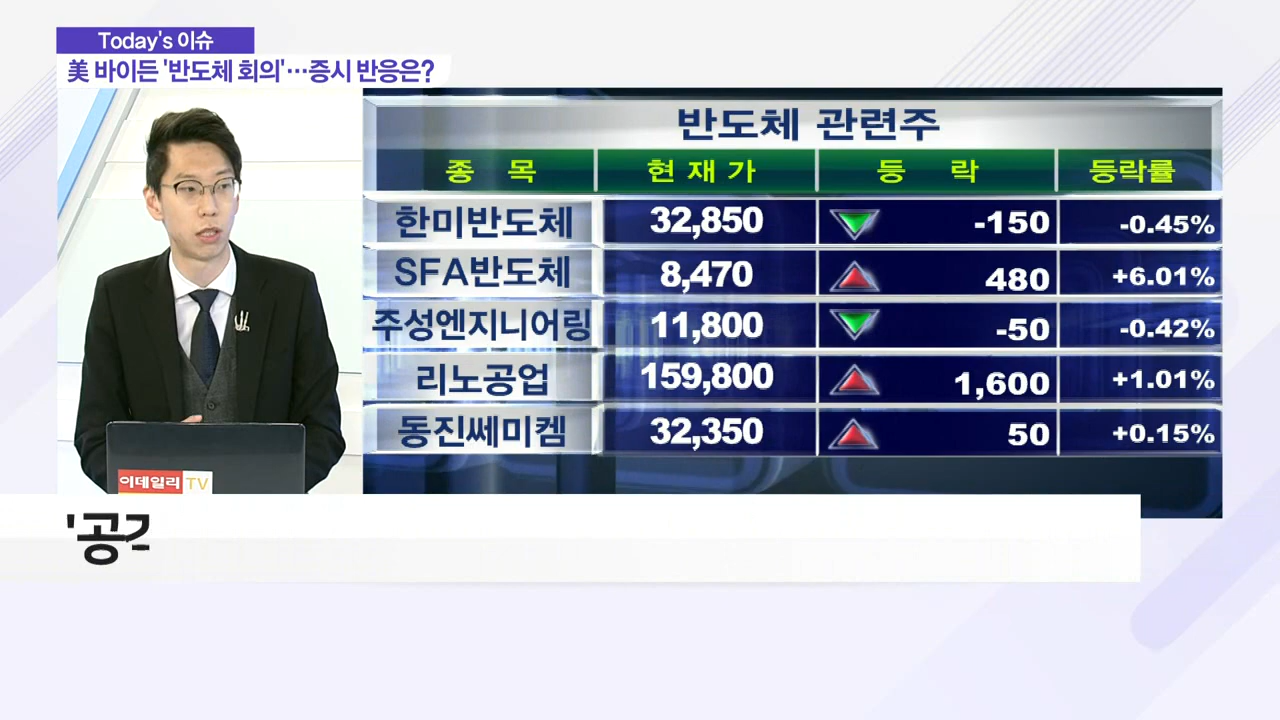 Today's 이슈
美 바이든 '반도체 회의'…증시 반응은?
반도체 관련주
종 목 현 재 가 등 락 등락률
한미반도체 32,850 -150 -0.45%
SFA반도체 8,470 480 +6.01%
주성엔지니어링 11,800 -50 -0.42%
리노공업 159,800 1,600 +1.01%
동진쎄미켐 32,350 50 +0.15%
이데일리 TV
'공